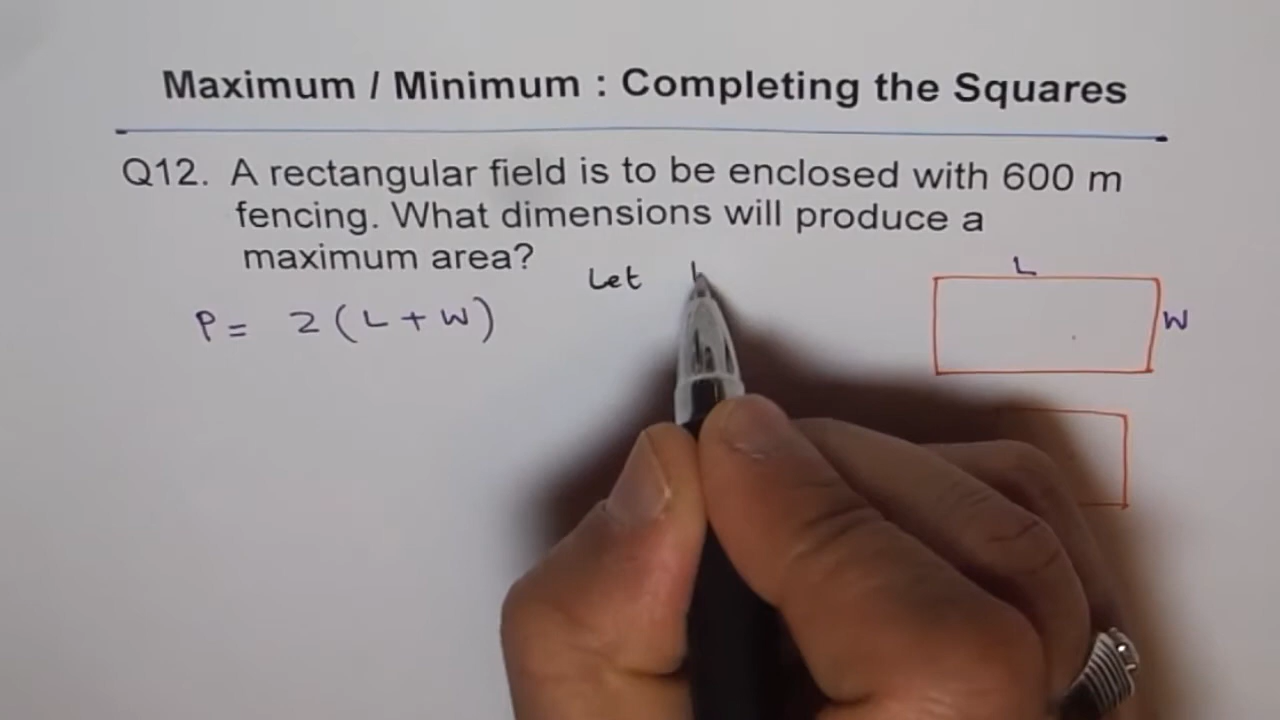 Maximum / Minimum : Completing the Squares
Q12. A rectangular field is to be enclosed with 600 m
fencing. What dimensions will produce a
maximum area?
Let
L
P = 2 ( L + W )
W